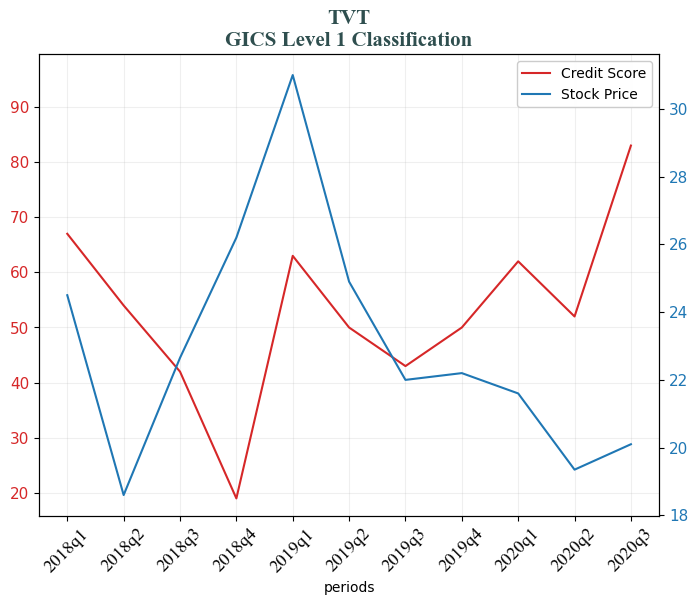 TVT
GICS Level 1 Classification
Credit Score
Stock Price
90
80
70
60
50
40
30
20
30
28
26
24
22
20
18
2018q1
2018q2
2018q3
2018q4
2019q1
2019q2
2019q3
2019q4
2020q1
2020q2
2020q3
periods